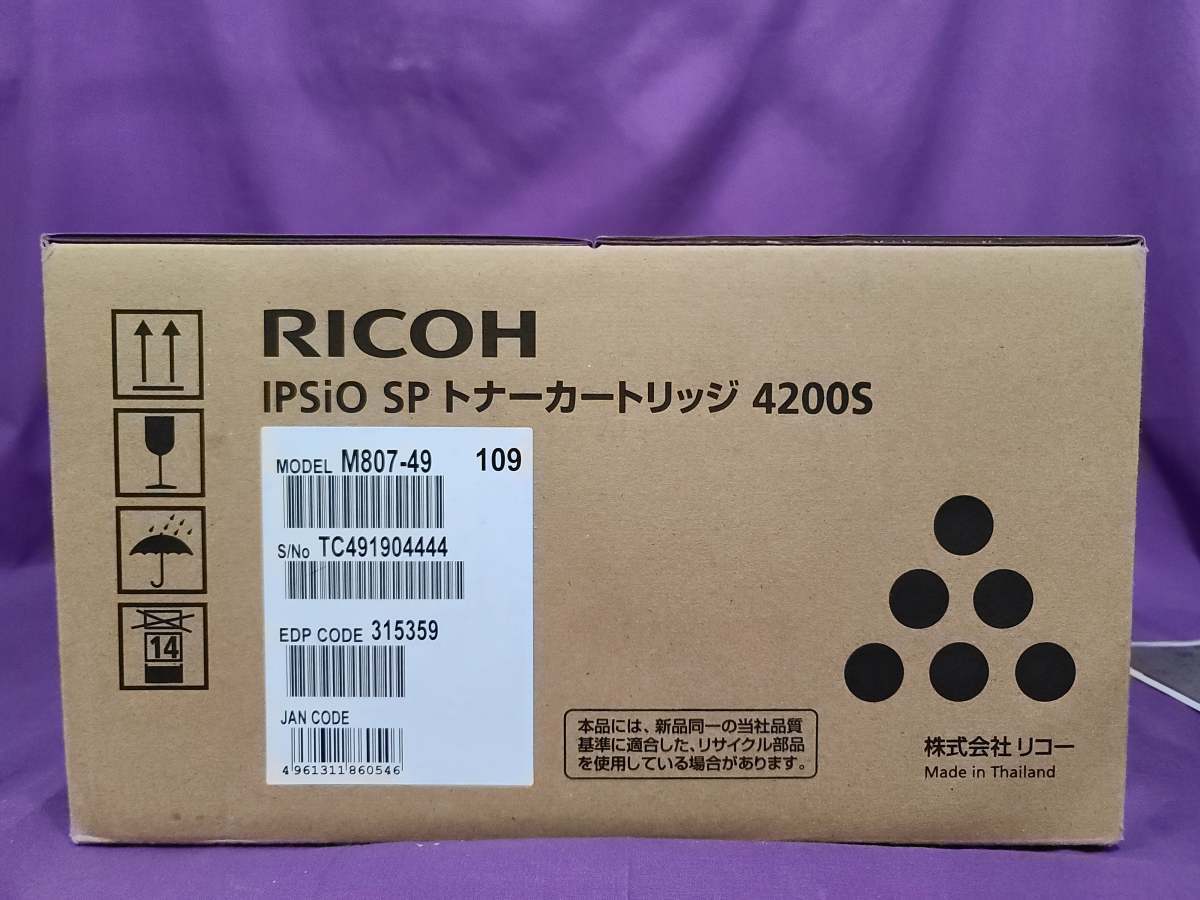 RICOH
IPSiO SP トナーカートリッジ 4200S
MODEL M807-49 109
S/No TC491904444
EDP CODE 315359
JAN CODE
4961311860546
14
本品には、新品同一の当社品質
基準に適合した、リサイクル部品
を使用している場合があります。
株式会社 リコー
Made in Thailand